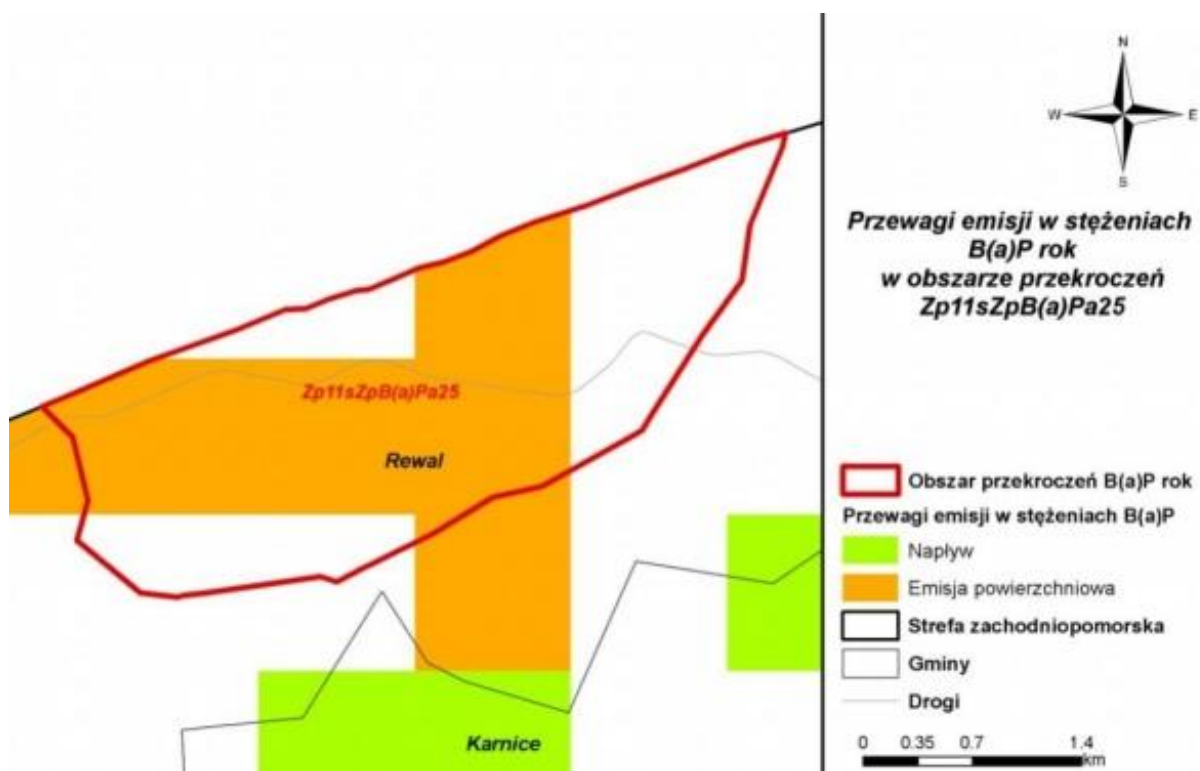 N
W E
S
Przewagi emisji w stężeniach
B(a)P rok
w obszarze przekroczeń
Zp11sZpB(a)Pa25
Zp11sZpB(a)Pa25
Rewal
Karnice
Obszar przekroczeń B(a)P rok
Przewagi emisji w stężeniach B(a)P
Napływ
Emisja powierzchniowa
Strefa zachodniopomorska
Gminy
Drogi
0 0.35 0.7 1.4
km